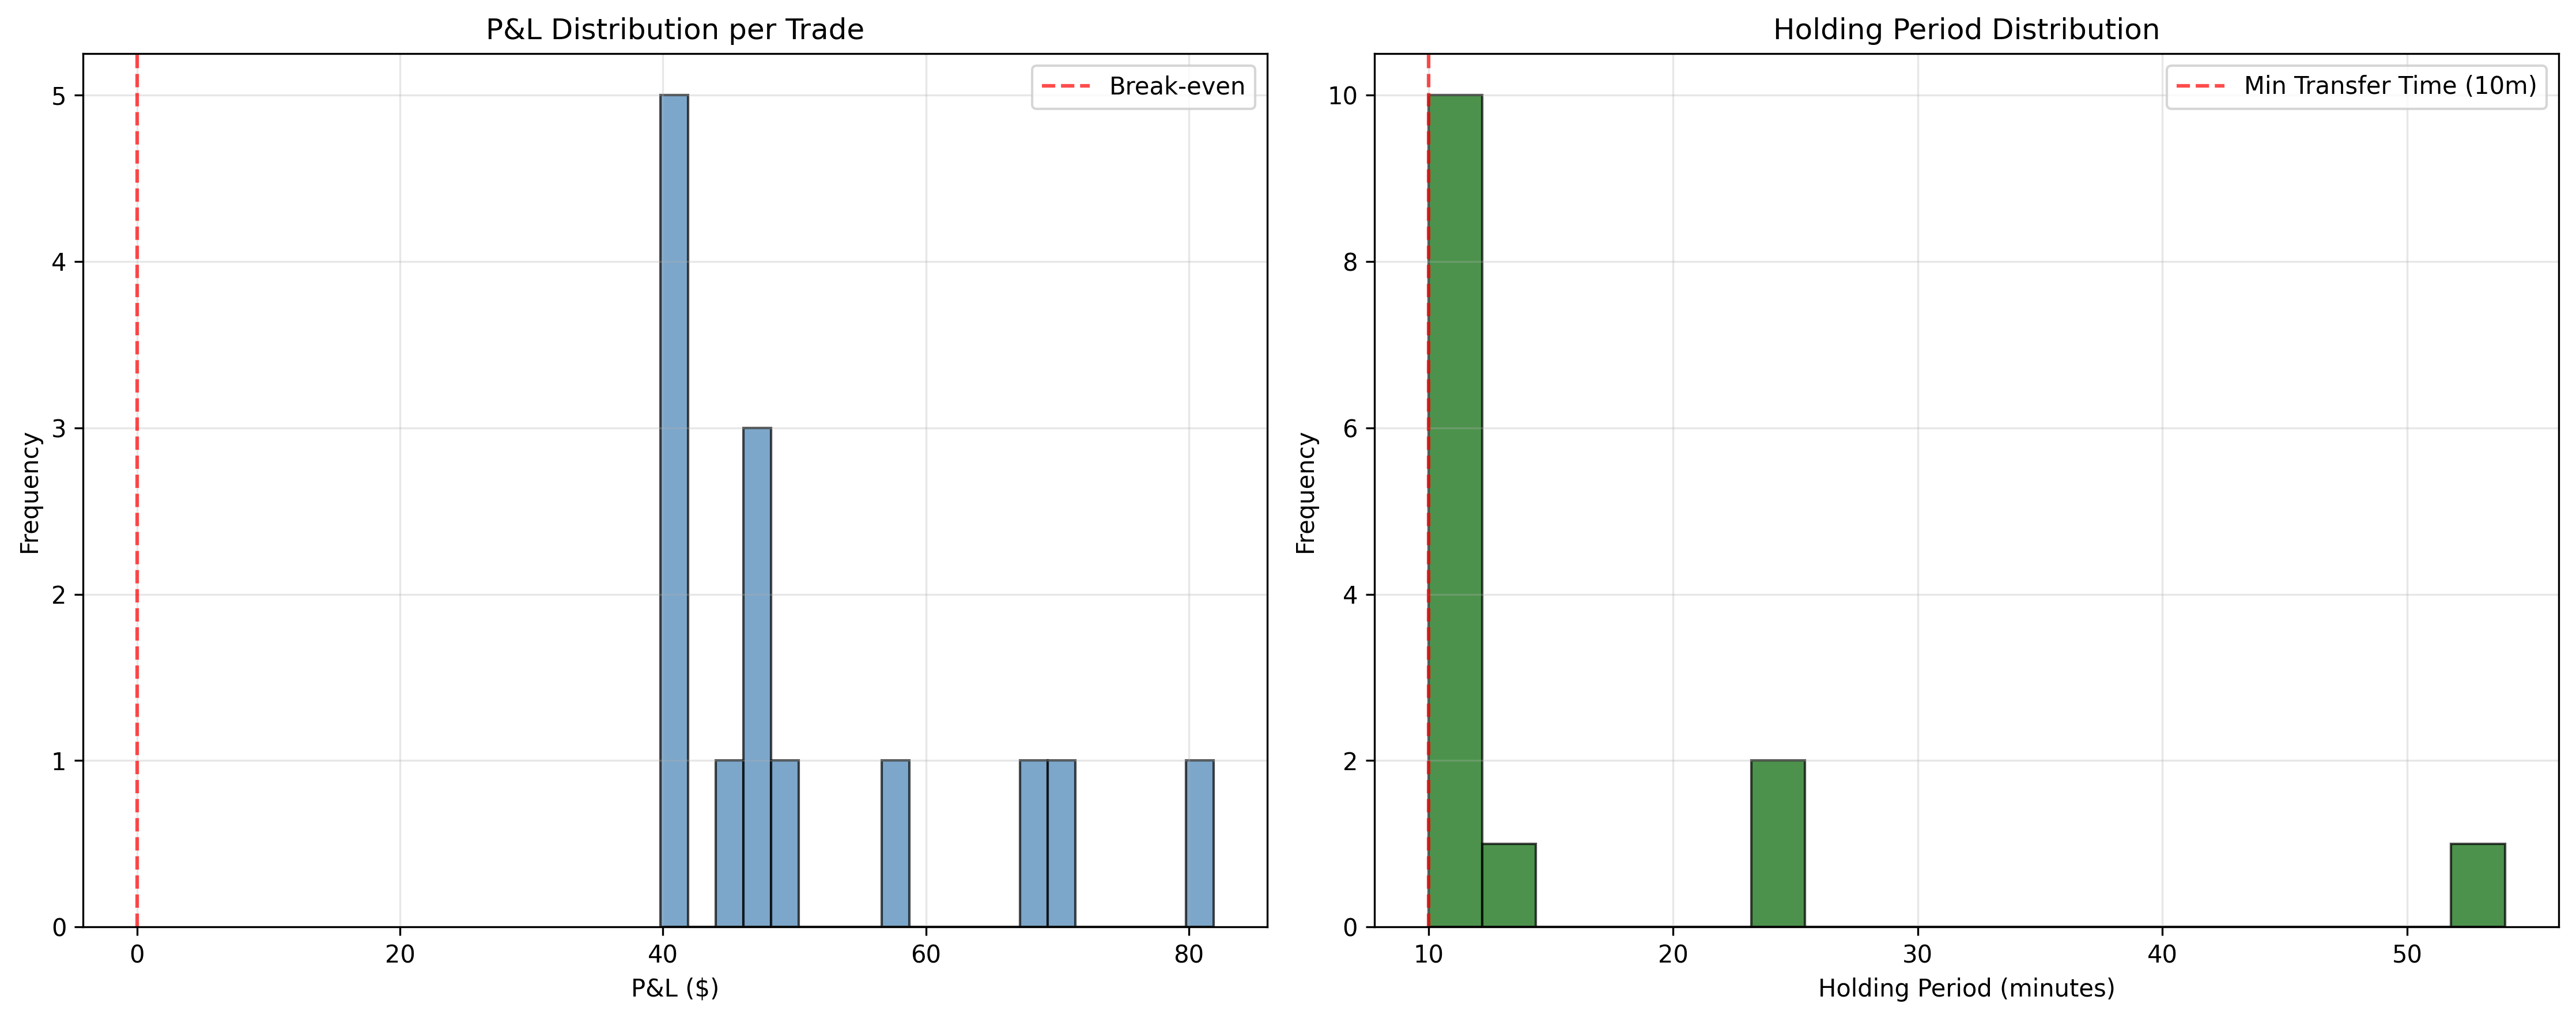 P&L Distribution per Trade
Break-even
5
4
3
2
1
0
Frequency
0 20 40 60 80
P&L ($)
Holding Period Distribution
Min Transfer Time (10m)
10
8
6
4
2
0
Frequency
10 20 30 40 50
Holding Period (minutes)